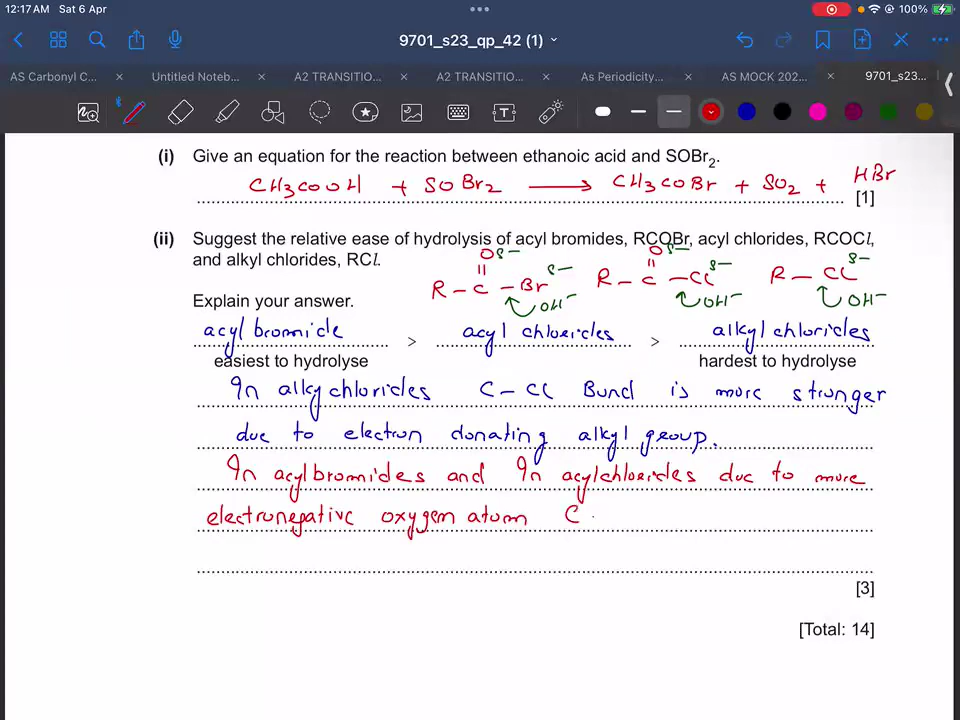 12:17 AM Sat 6 Apr
100%
9701_s23_qp_42 (1)
AS Carbonyl C...
Untitled Noteb...
A2 TRANSITION...
A2 TRANSITION...
As Periodicity...
AS MOCK 202...
9701_s23...
(i) Give an equation for the reaction between ethanoic acid and SOBr₂.
CH3COOH + SOBr2 ⟶ CH3COBr + SO2 + HBr
[1]
(ii) Suggest the relative ease of hydrolysis of acyl bromides, RCOBr, acyl chlorides, RCOCl,
and alkyl chlorides, RCl.
O δ− O δ−
R – C – Br δ− R – C – Cl δ− R – Cl δ−
OH⁻ OH⁻ OH⁻
Explain your answer.
acyl bromide > acyl chlorides > alkyl chlorides
easiest to hydrolyse hardest to hydrolyse
In alkychlorides C – Cl Bond is more stronger
due to electron donating alkyl group.
In acylbromides and In acylchlorides due to more
electronegative oxygen atom C
[3]
[Total: 14]